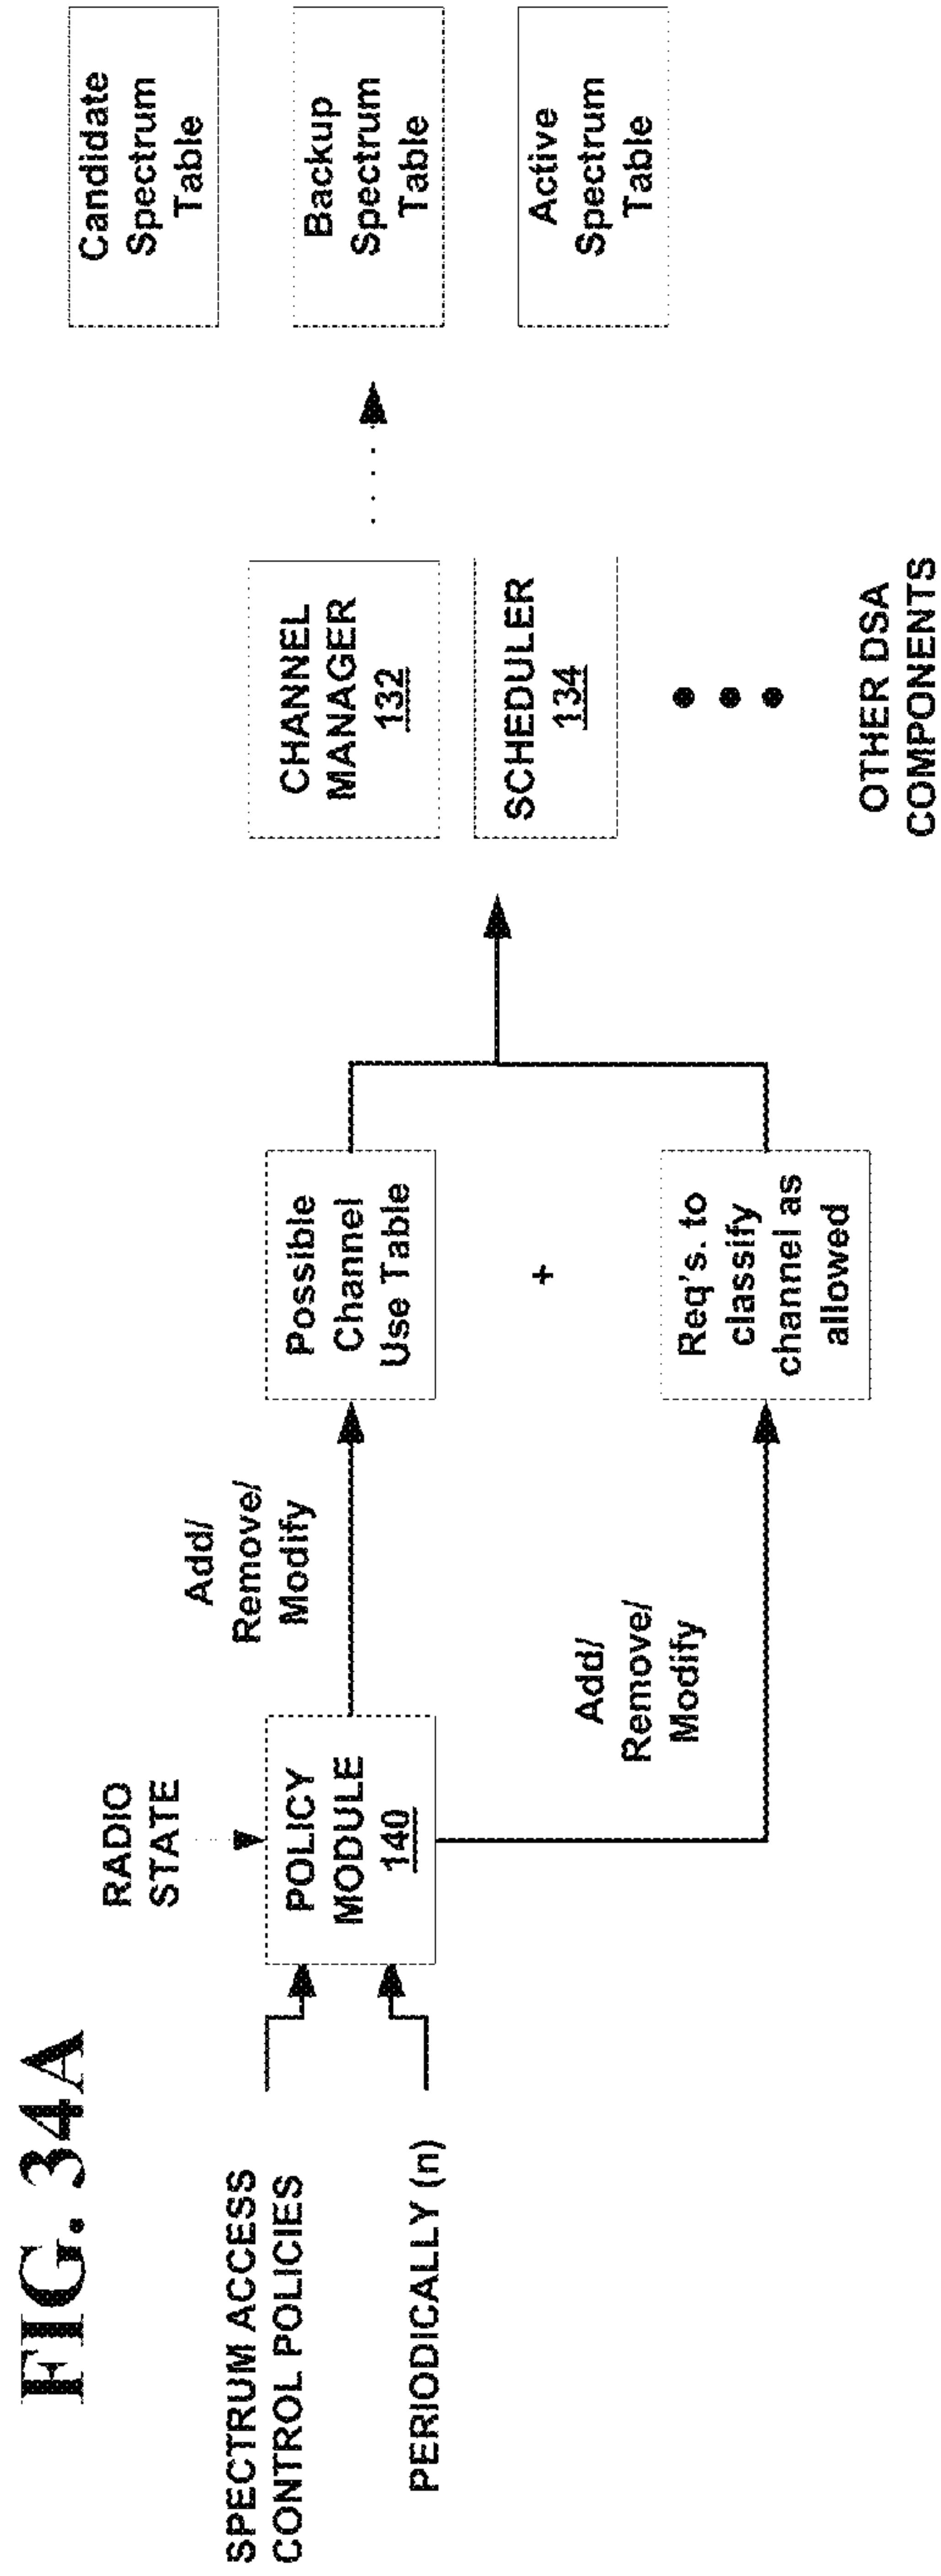 FIG. 34A
SPECTRUM ACCESS
CONTROL POLICIES
PERIODICALLY (n)
RADIO
STATE
POLICY
MODULE
140
Add/
Remove/
Modify
Add/
Remove/
Modify
Possible
Channel
Use Table
+
Req's. to
classify
channel as
allowed
CHANNEL
MANAGER
132
SCHEDULER
134
OTHER DSA
COMPONENTS
Candidate
Spectrum
Table
Backup
Spectrum
Table
Active
Spectrum
Table